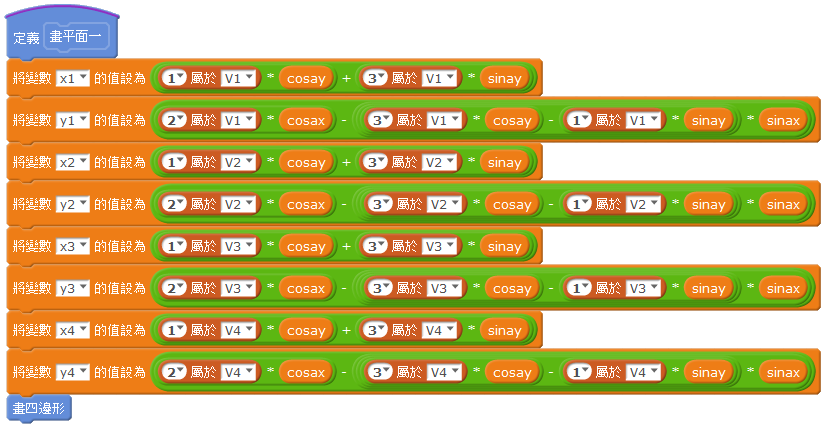 定義 畫平面一
將變數 x1 的值設為 1 屬於 V1 * cosay + 3 屬於 V1 * sinay
將變數 y1 的值設為 2 屬於 V1 * cosax - 3 屬於 V1 * cosay - 1 屬於 V1 * sinay * sinax
將變數 x2 的值設為 1 屬於 V2 * cosay + 3 屬於 V2 * sinay
將變數 y2 的值設為 2 屬於 V2 * cosax - 3 屬於 V2 * cosay - 1 屬於 V2 * sinay * sinax
將變數 x3 的值設為 1 屬於 V3 * cosay + 3 屬於 V3 * sinay
將變數 y3 的值設為 2 屬於 V3 * cosax - 3 屬於 V3 * cosay - 1 屬於 V3 * sinay * sinax
將變數 x4 的值設為 1 屬於 V4 * cosay + 3 屬於 V4 * sinay
將變數 y4 的值設為 2 屬於 V4 * cosax - 3 屬於 V4 * cosay - 1 屬於 V4 * sinay * sinax
畫四邊形